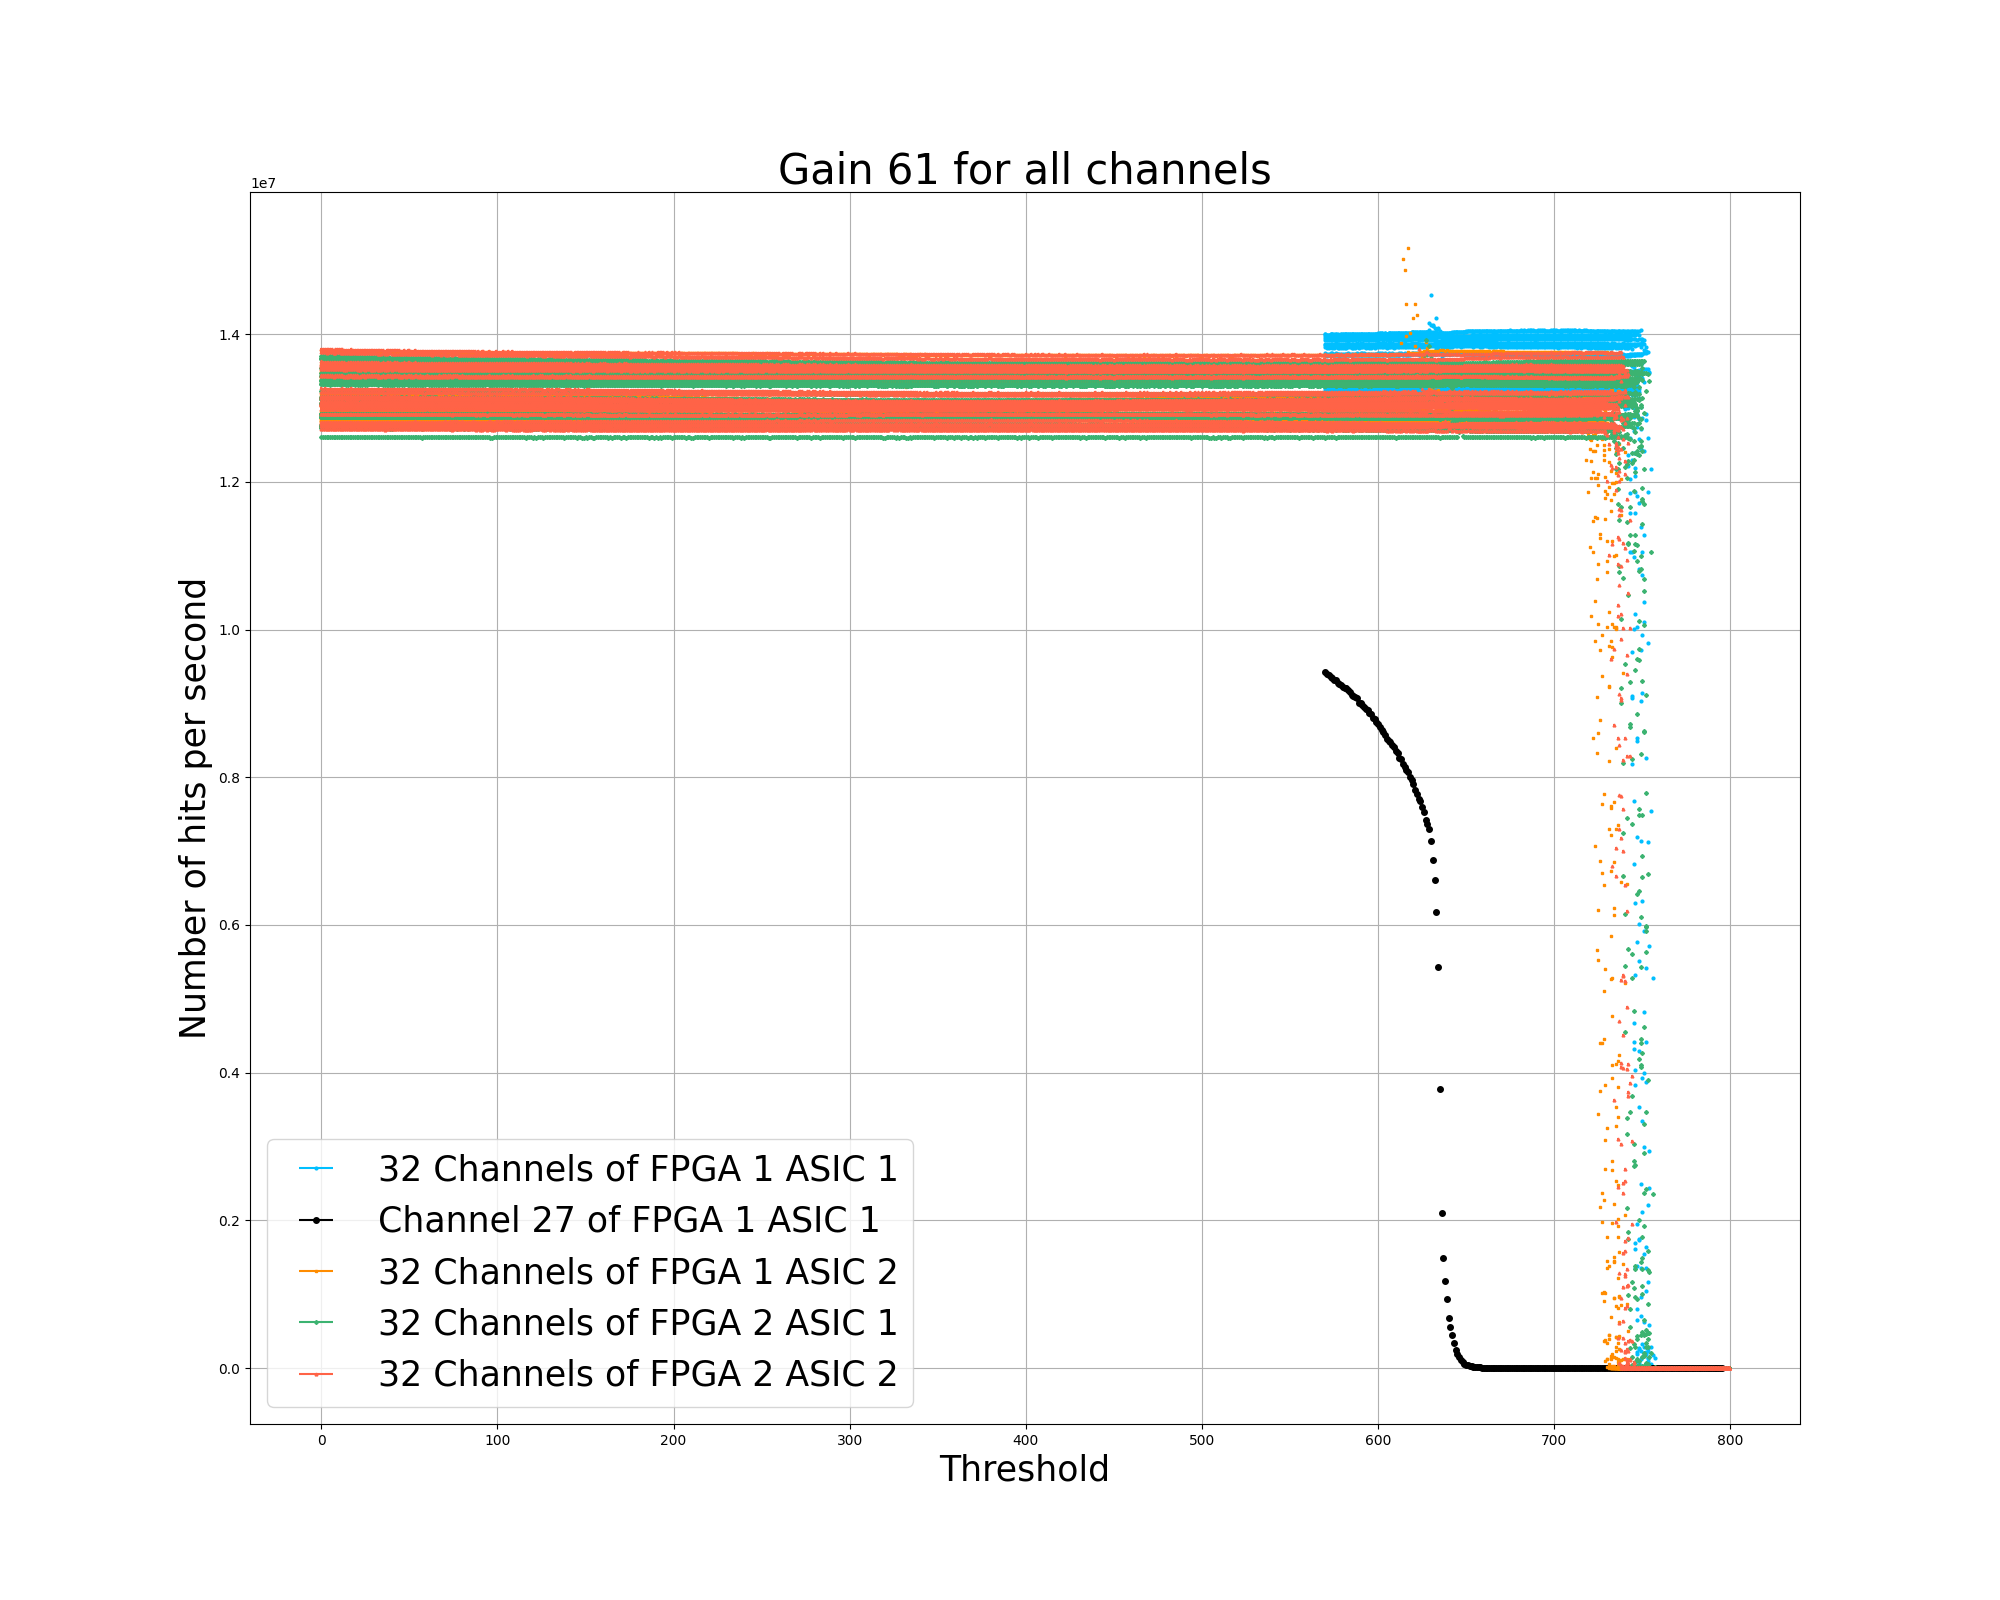 Gain 61 for all channels
1e7
1.4
1.2
1.0
0.8
0.6
0.4
0.2
0.0
Number of hits per second
32 Channels of FPGA 1 ASIC 1
Channel 27 of FPGA 1 ASIC 1
32 Channels of FPGA 1 ASIC 2
32 Channels of FPGA 2 ASIC 1
32 Channels of FPGA 2 ASIC 2
0 100 200 300 400 500 600 700 800
Threshold